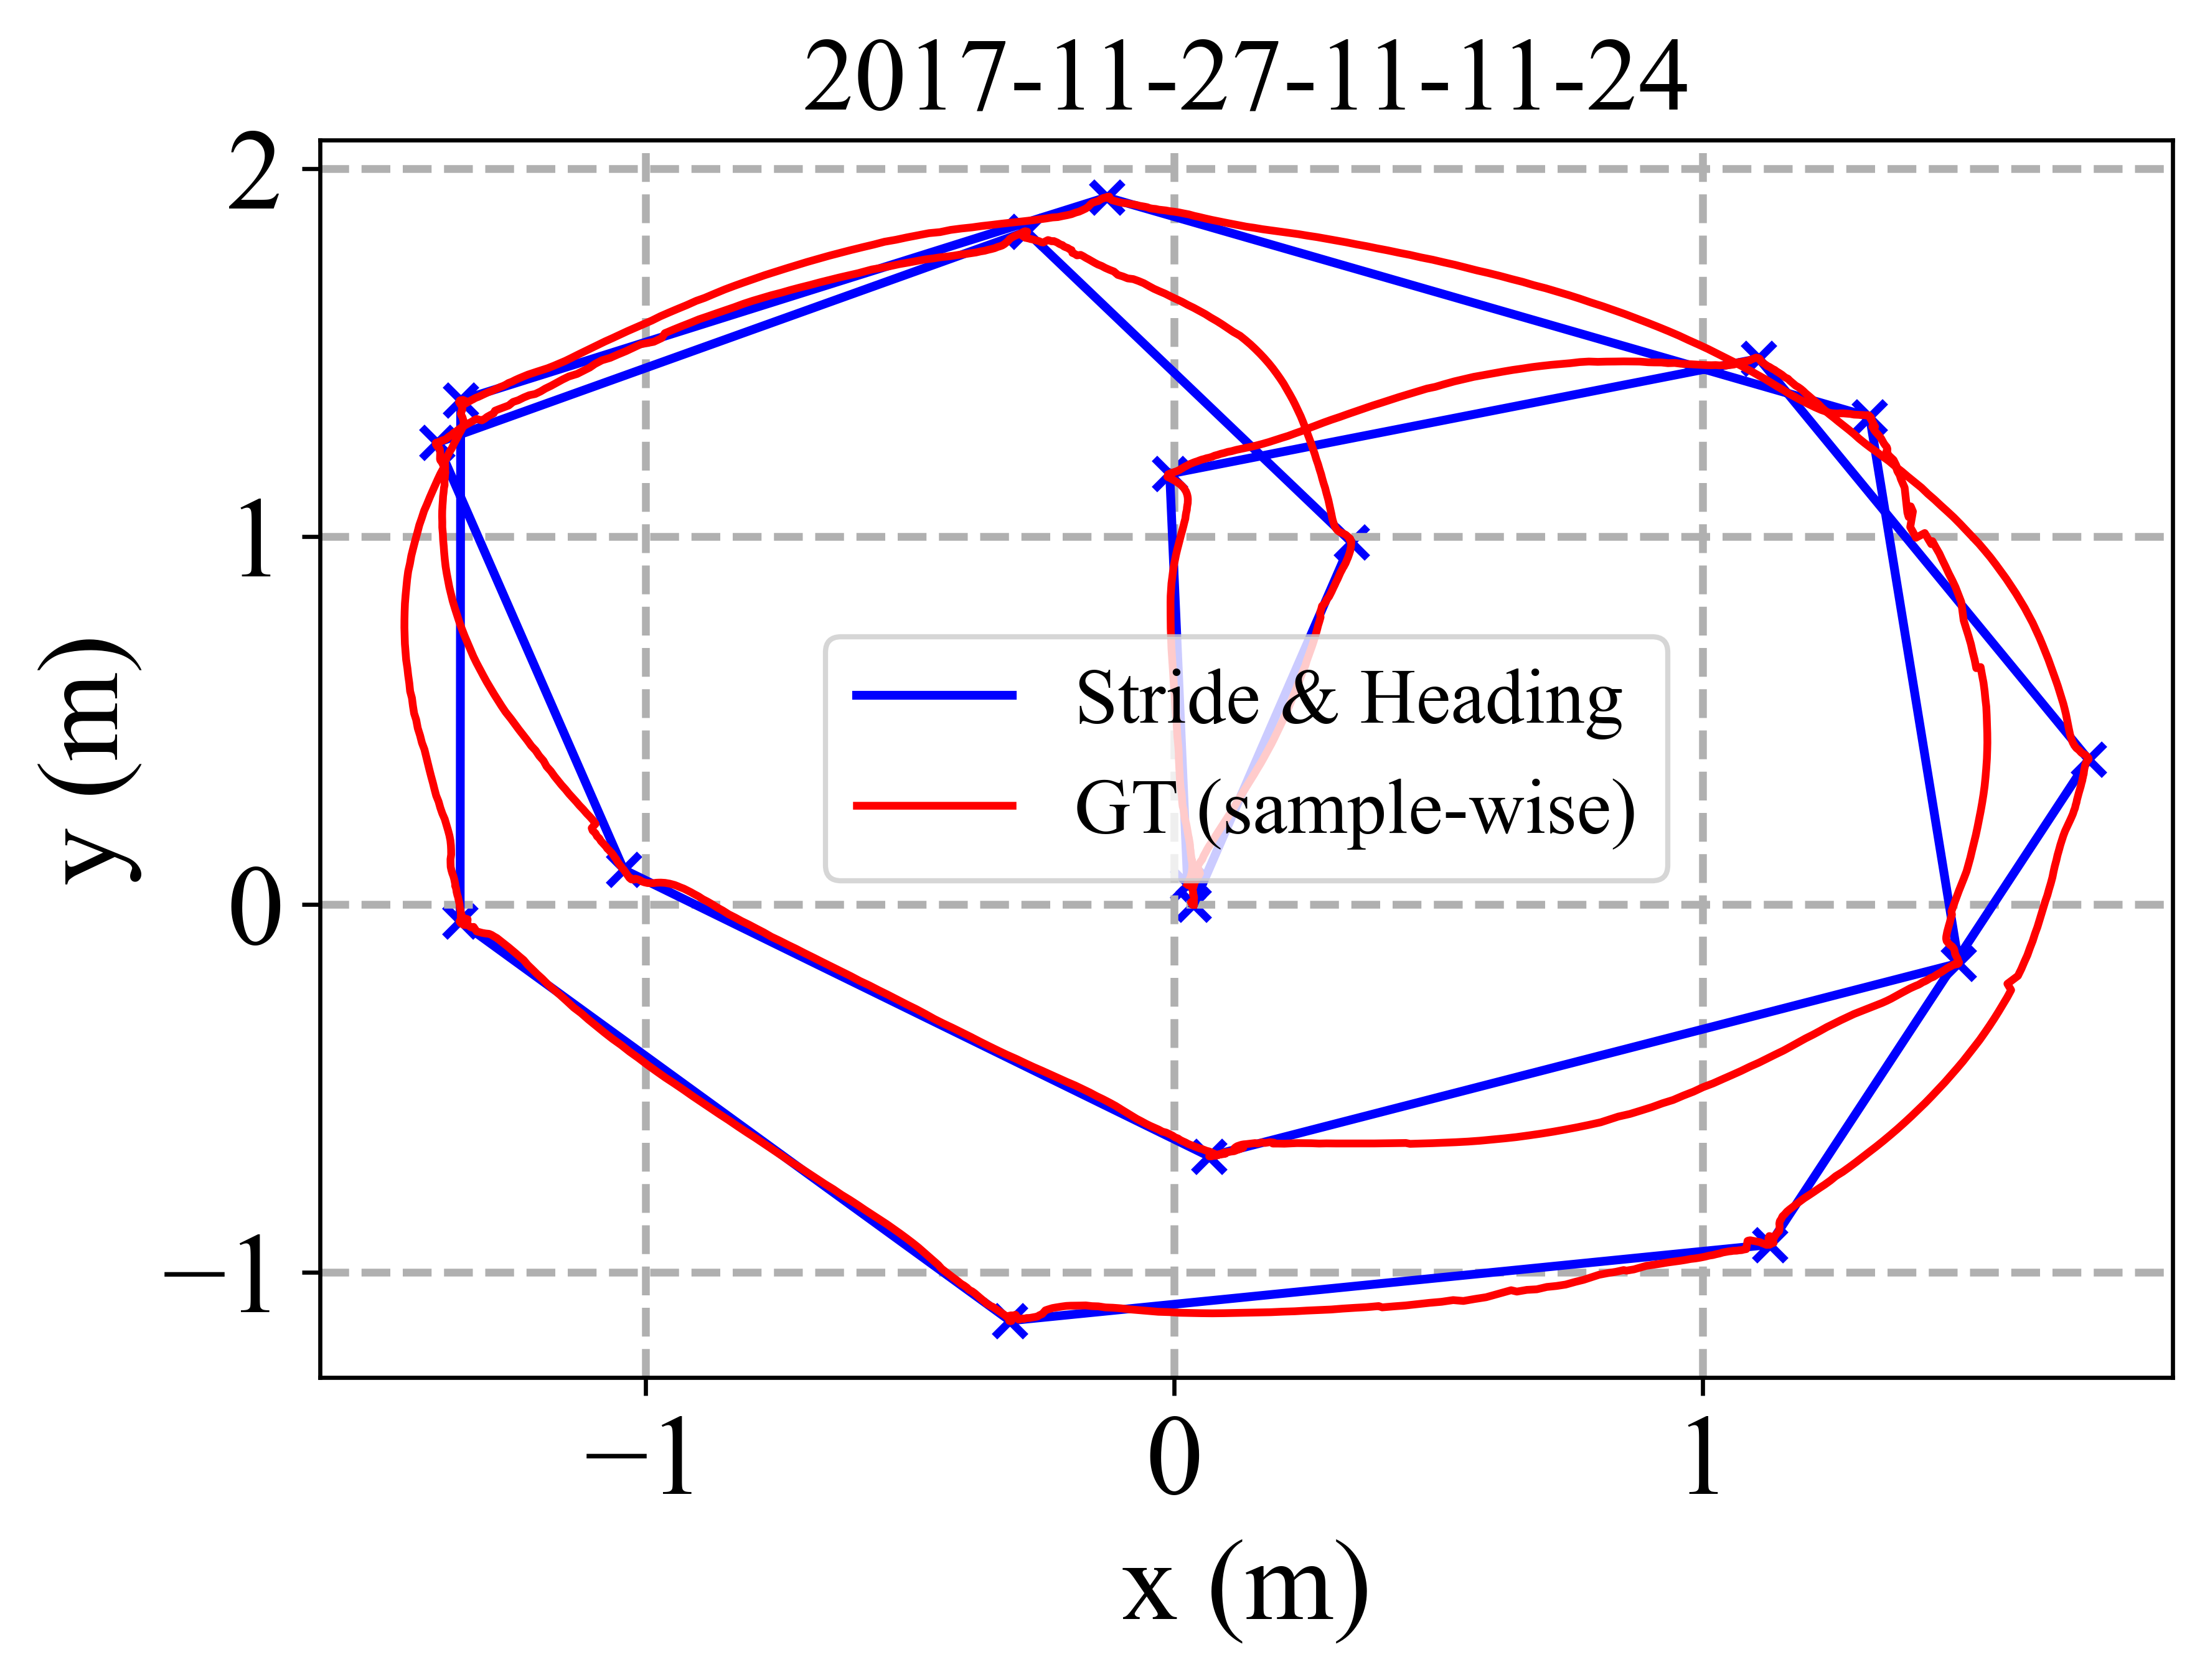 2017-11-27-11-11-24
2
1
0
−1
y (m)
Stride & Heading
GT (sample-wise)
−1
0
1
x (m)